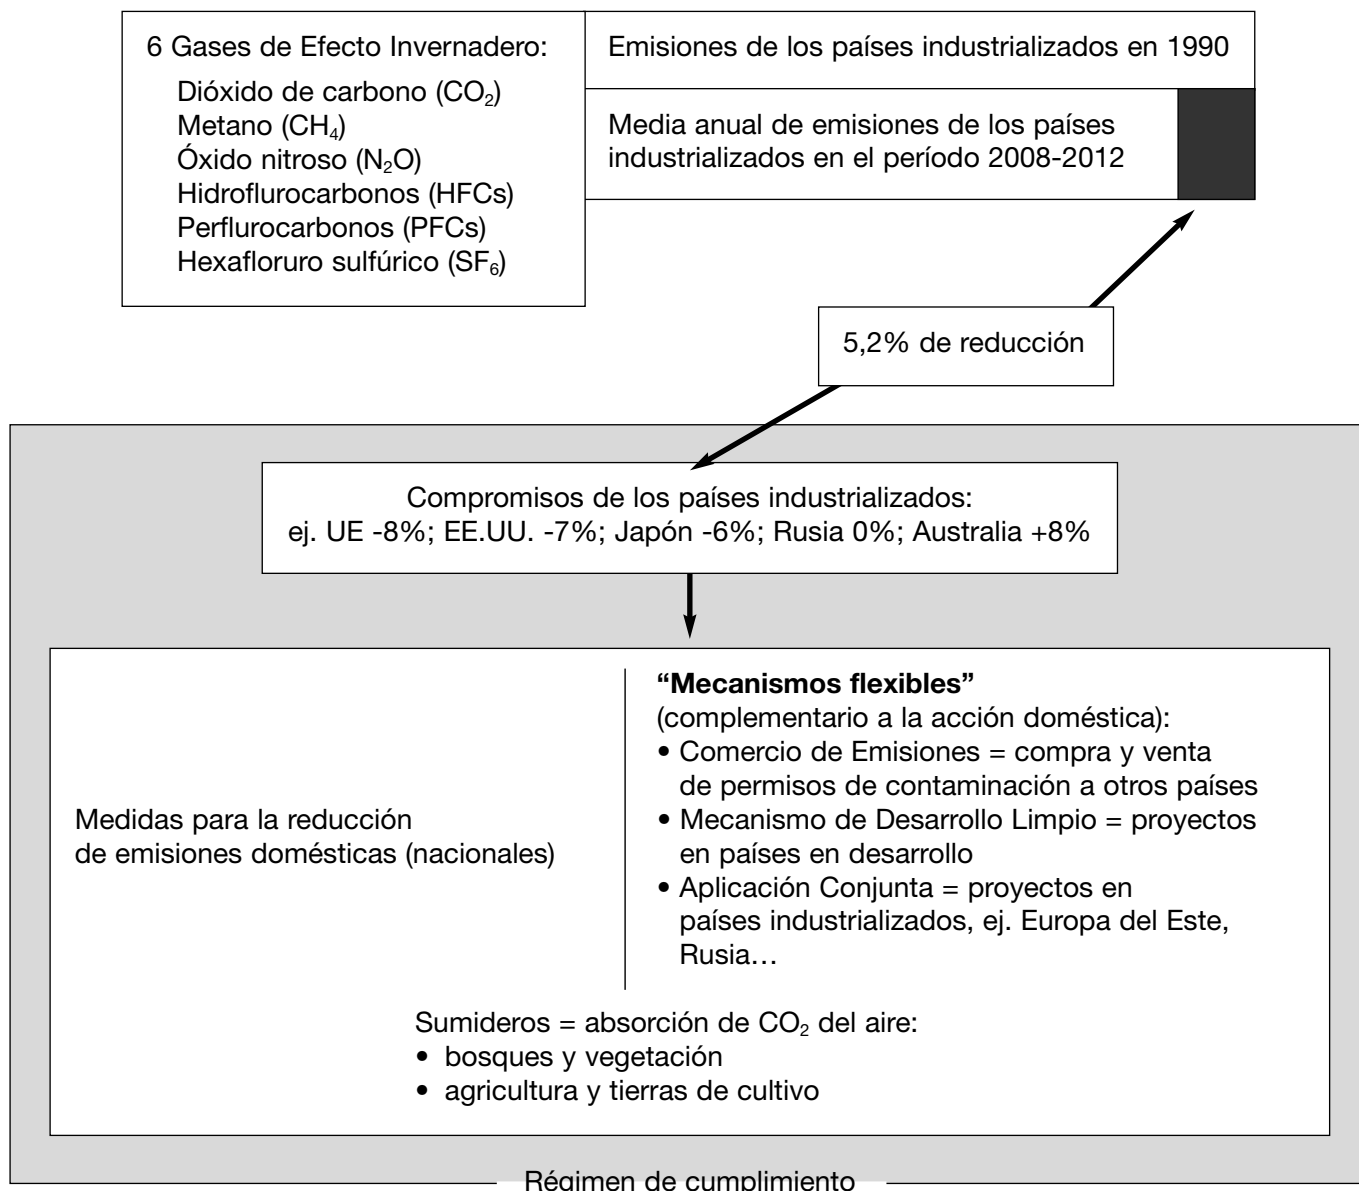 6 Gases de Efecto Invernadero:
Dióxido de carbono (CO₂)
Metano (CH₄)
Óxido nitroso (N₂O)
Hidroflurocarbonos (HFCs)
Perflurocarbonos (PFCs)
Hexafloruro sulfúrico (SF₆)
Emisiones de los países industrializados en 1990
Media anual de emisiones de los países
industrializados en el período 2008-2012
5,2% de reducción
Compromisos de los países industrializados:
ej. UE -8%; EE.UU. -7%; Japón -6%; Rusia 0%; Australia +8%
Medidas para la reducción
de emisiones domésticas (nacionales)
“Mecanismos flexibles”
(complementario a la acción doméstica):
• Comercio de Emisiones = compra y venta
de permisos de contaminación a otros países
• Mecanismo de Desarrollo Limpio = proyectos
en países en desarrollo
• Aplicación Conjunta = proyectos en
países industrializados, ej. Europa del Este,
Rusia…
Sumideros = absorción de CO₂ del aire:
• bosques y vegetación
• agricultura y tierras de cultivo
Régimen de cumplimiento